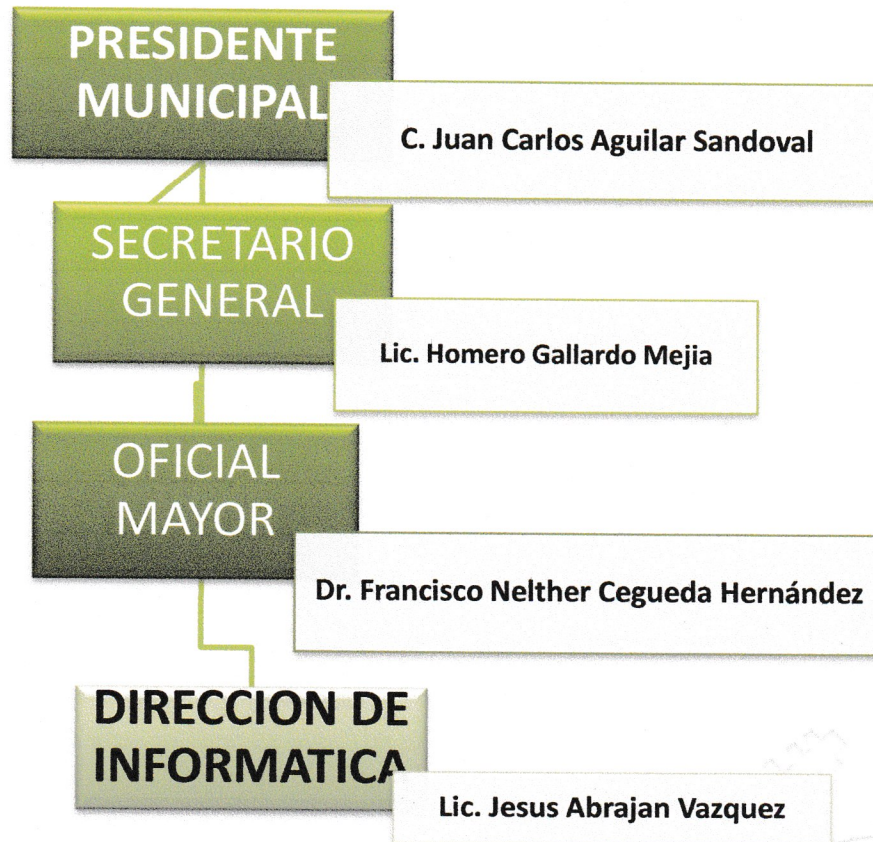 PRESIDENTE
MUNICIPAL
C. Juan Carlos Aguilar Sandoval
SECRETARIO
GENERAL
Lic. Homero Gallardo Mejia
OFICIAL
MAYOR
Dr. Francisco Nelther Cegueda Hernández
DIRECCION DE
INFORMATICA
Lic. Jesus Abrajan Vazquez